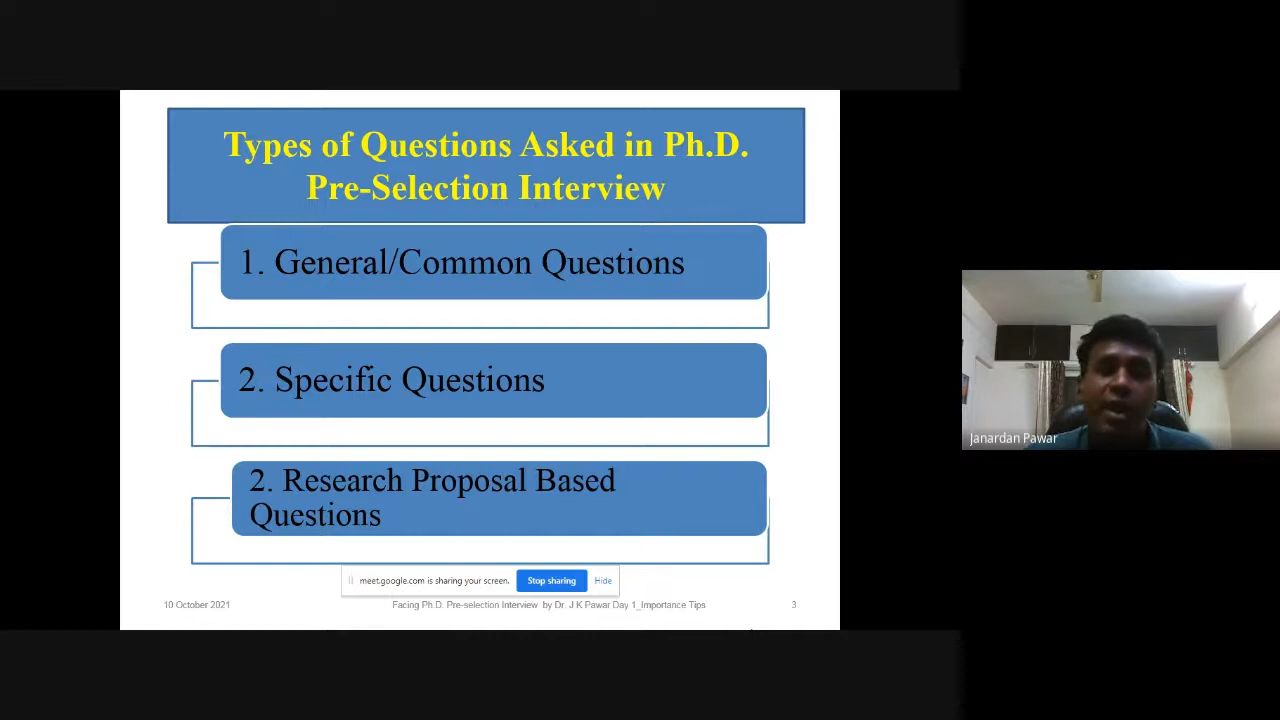 Types of Questions Asked in Ph.D.
Pre-Selection Interview
1. General/Common Questions
2. Specific Questions
2. Research Proposal Based
Questions
meet.google.com is sharing your screen. Stop sharing Hide
10 October 2021 Facing Ph.D. Pre-selection Interview by Dr. J K Pawar Day 1_Importance Tips 3
Janardan Pawar